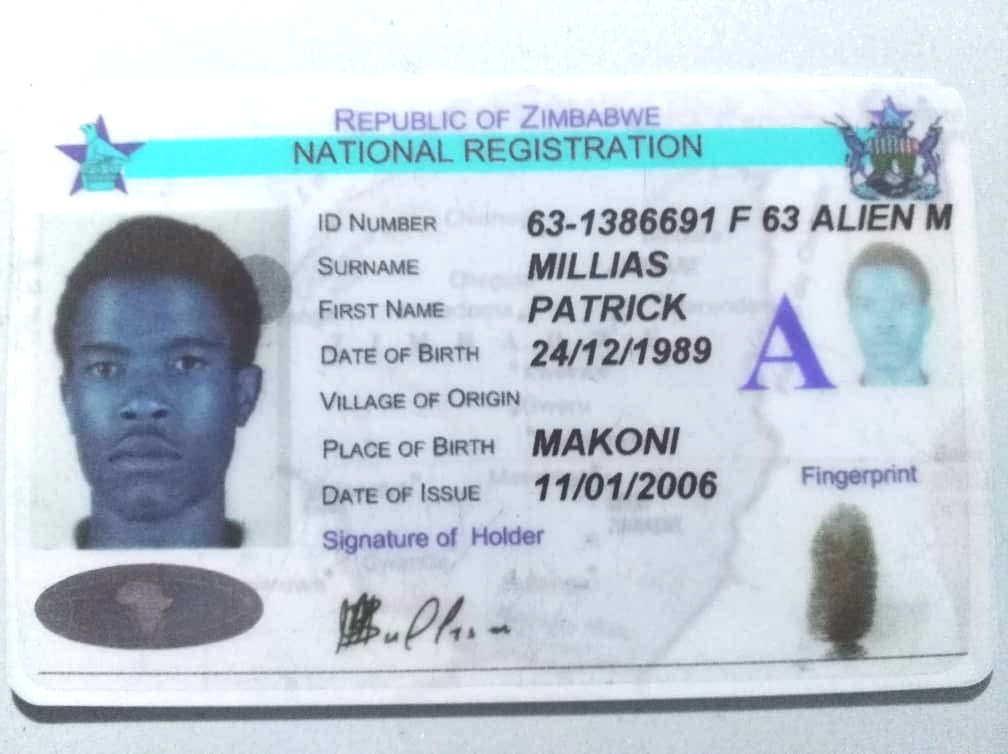 REPUBLIC OF ZIMBABWE
NATIONAL REGISTRATION
ID NUMBER 63-1386691 F 63 ALIEN M
SURNAME MILLIAS
FIRST NAME PATRICK
DATE OF BIRTH 24/12/1989
A
VILLAGE OF ORIGIN
PLACE OF BIRTH MAKONI
DATE OF ISSUE 11/01/2006
Fingerprint
Signature of Holder